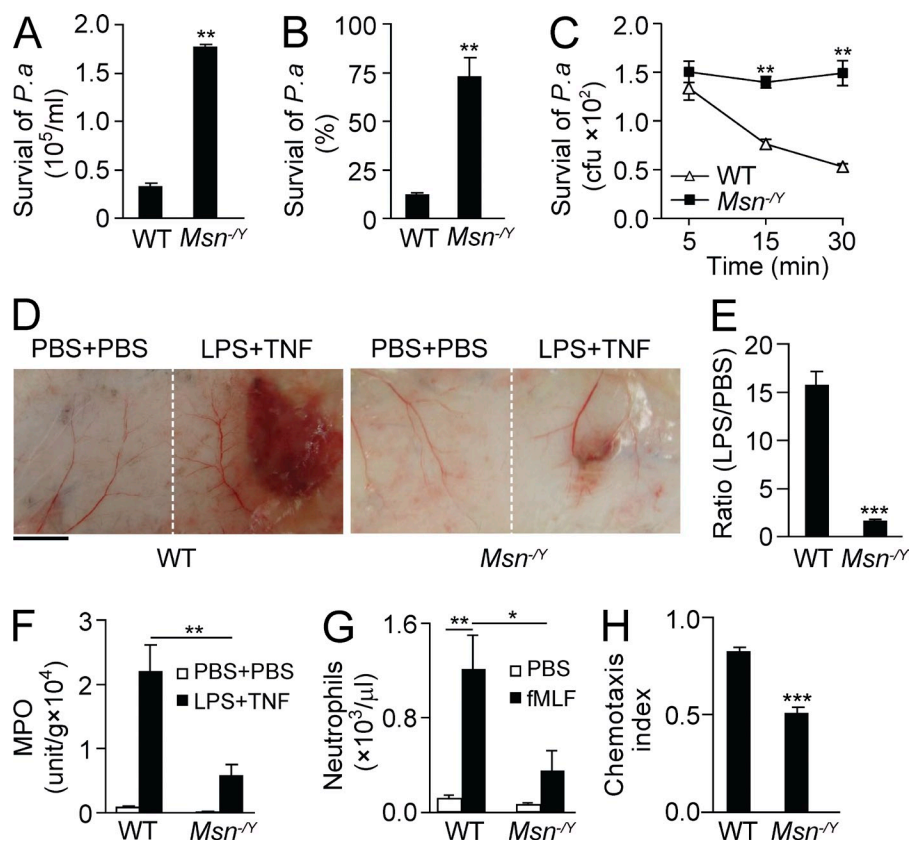 A
Survial of P.a
(10⁵/ml)
2.0
1.5
1.0
0.5
0
**
WT Msn⁻/ʸ
B
Survial of P.a
(%)
100
75
50
25
0
**
WT Msn⁻/ʸ
C
Survial of P.a
(cfu ×10²)
2.0
1.5
1.0
0.5
0.0
**
**
WT
Msn⁻/ʸ
5 15 30
Time (min)
D
PBS+PBS LPS+TNF PBS+PBS LPS+TNF
WT Msn⁻/ʸ
E
Ratio (LPS/PBS)
20
15
10
5
0
***
WT Msn⁻/ʸ
F
MPO
(unit/g×10⁴)
3
2
1
0
**
PBS+PBS
LPS+TNF
WT Msn⁻/ʸ
G
Neutrophils
(×10³/μl)
1.6
0.8
0.0
** *
PBS
fMLF
WT Msn⁻/ʸ
H
Chemotaxis
index
1.0
0.5
0.0
***
WT Msn⁻/ʸ